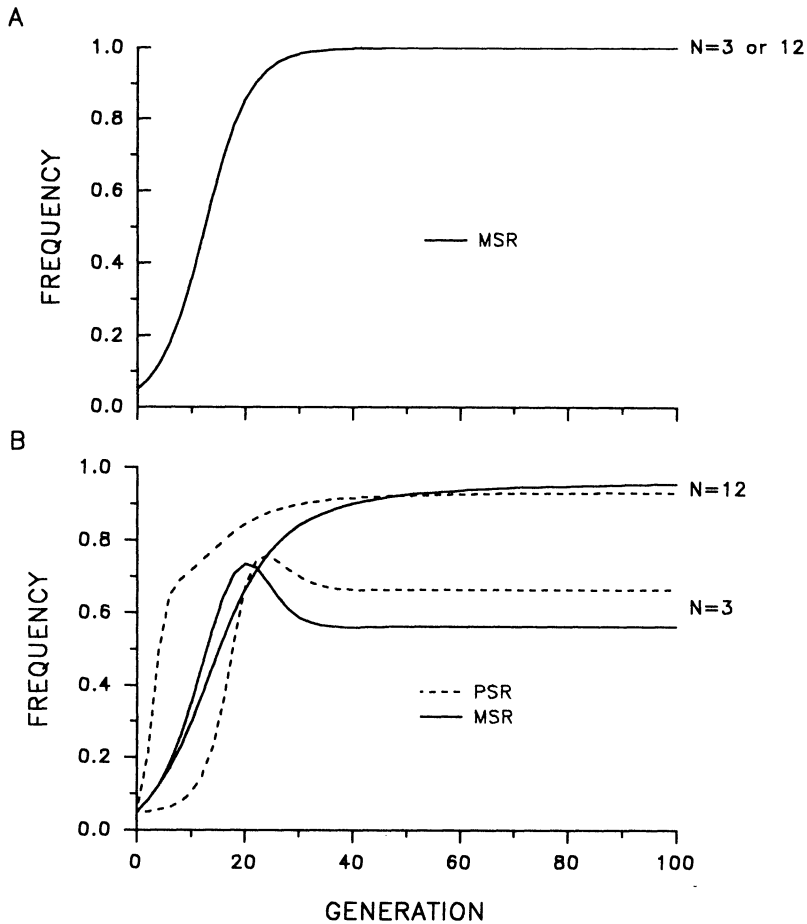 A
1.0
0.8
0.6
0.4
0.2
0.0
FREQUENCY
N=3 or 12
MSR
B
1.0
0.8
0.6
0.4
0.2
0.0
FREQUENCY
N=12
N=3
PSR
MSR
0 20 40 60 80 100
GENERATION